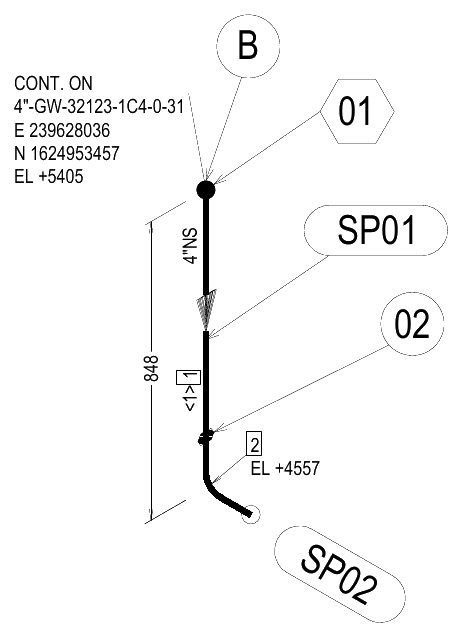 B
CONT. ON
4"-GW-32123-1C4-0-31
E 239628036
N 1624953457
EL +5405
01
SP01
4"NS
02
848
<1> 1
2
EL +4557
SP02